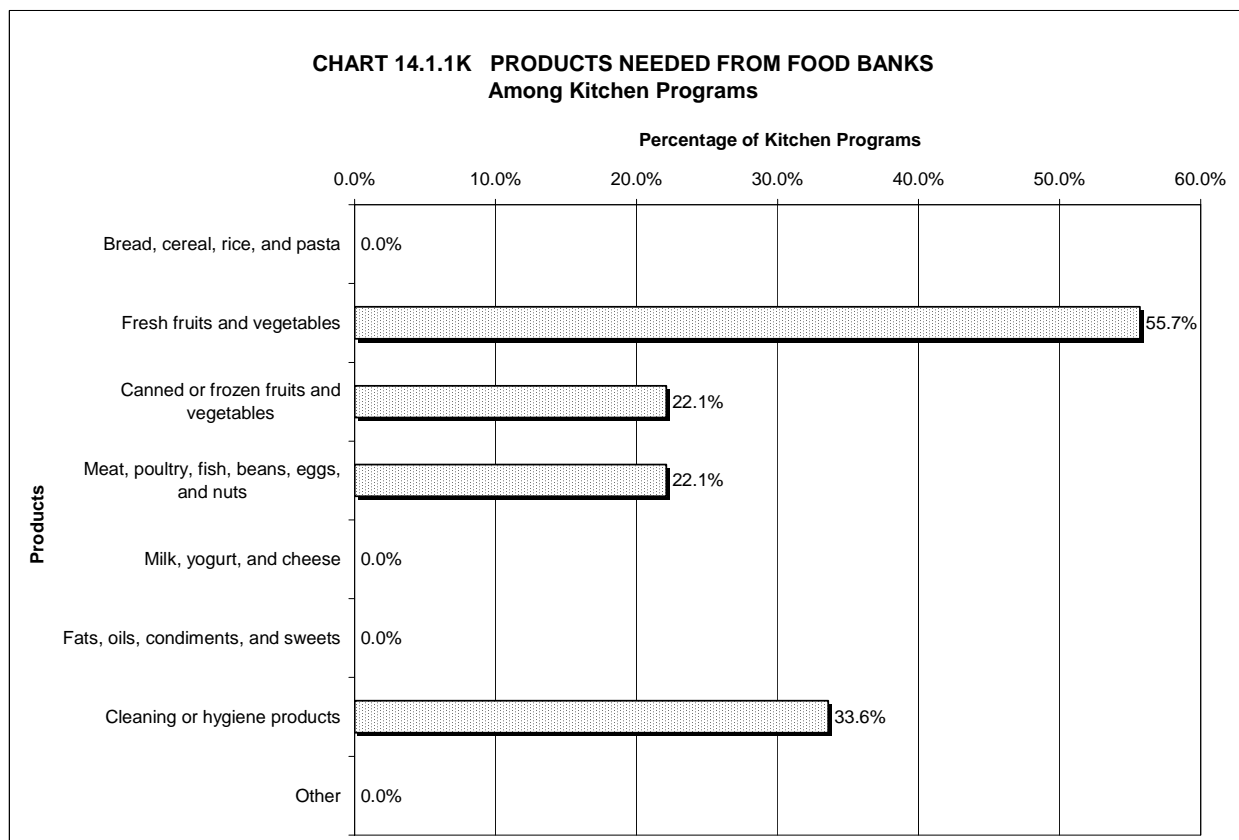 CHART 14.1.1K   PRODUCTS NEEDED FROM FOOD BANKS
Among Kitchen Programs
Percentage of Kitchen Programs
0.0% 10.0% 20.0% 30.0% 40.0% 50.0% 60.0%
Products
Bread, cereal, rice, and pasta 0.0%
Fresh fruits and vegetables 55.7%
Canned or frozen fruits and
vegetables 22.1%
Meat, poultry, fish, beans, eggs,
and nuts 22.1%
Milk, yogurt, and cheese 0.0%
Fats, oils, condiments, and sweets 0.0%
Cleaning or hygiene products 33.6%
Other 0.0%